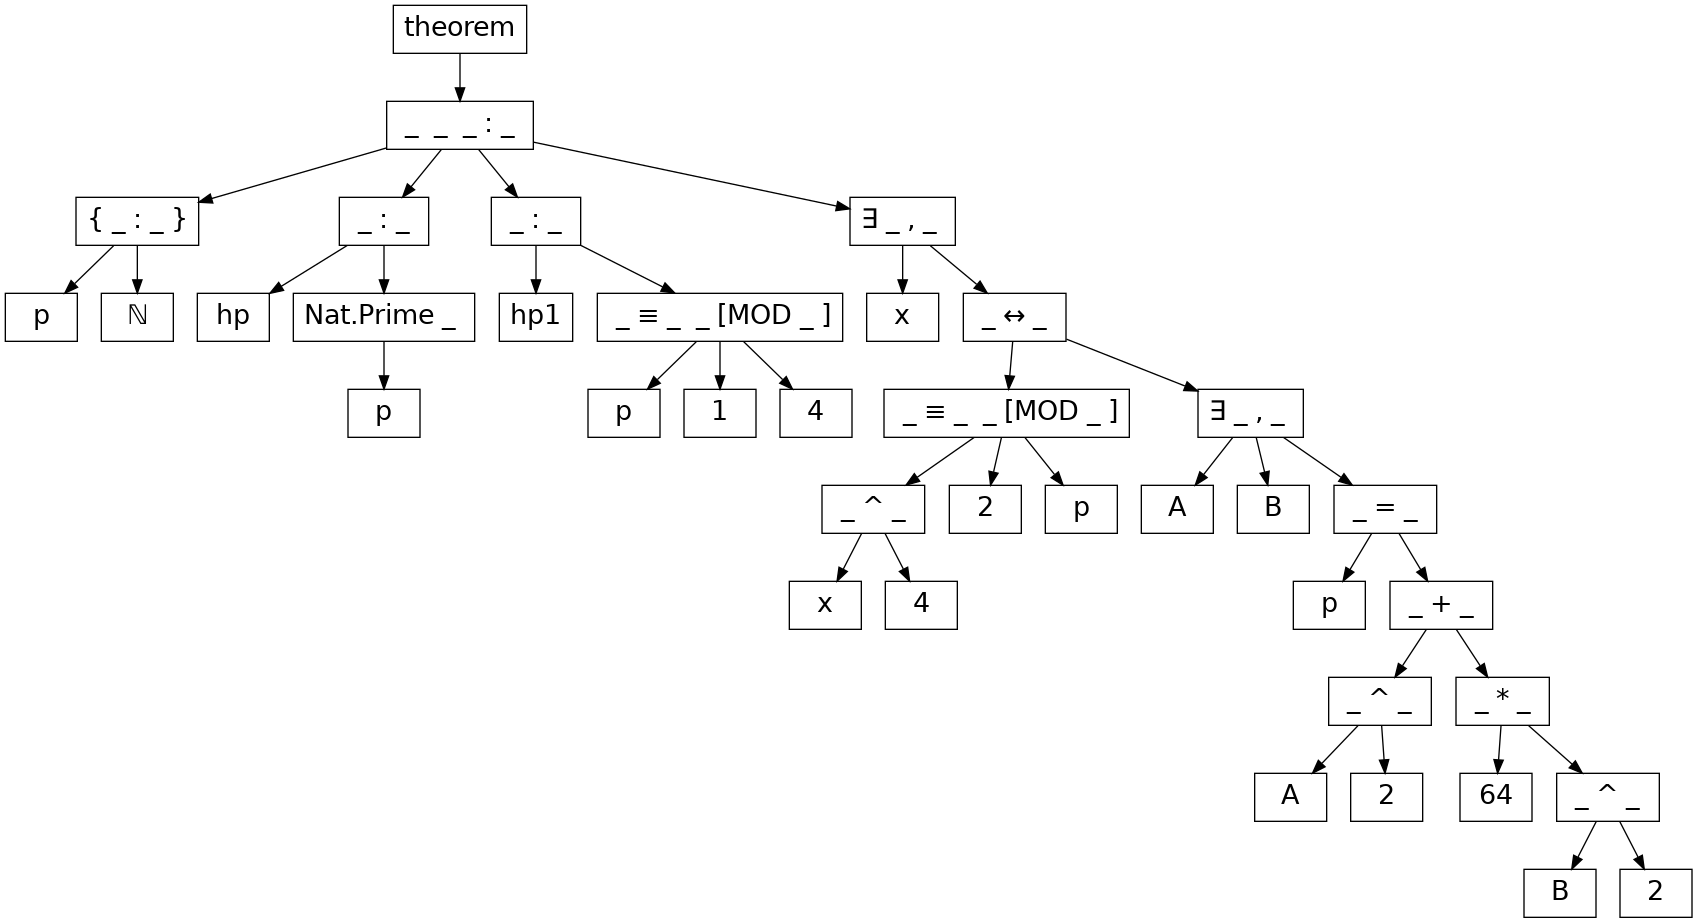 theorem
_ _ _ : _
{ _ : _ } _ : _ _ : _ ∃ _ , _
p ℕ hp Nat.Prime _ hp1 _ ≡ _ _ [MOD _ ] x _ ↔ _
p p 1 4 _ ≡ _ _ [MOD _ ] ∃ _ , _
_ ^ _ 2 p A B _ = _
x 4 p _ + _
_ ^ _ _ * _
A 2 64 _ ^ _
B 2